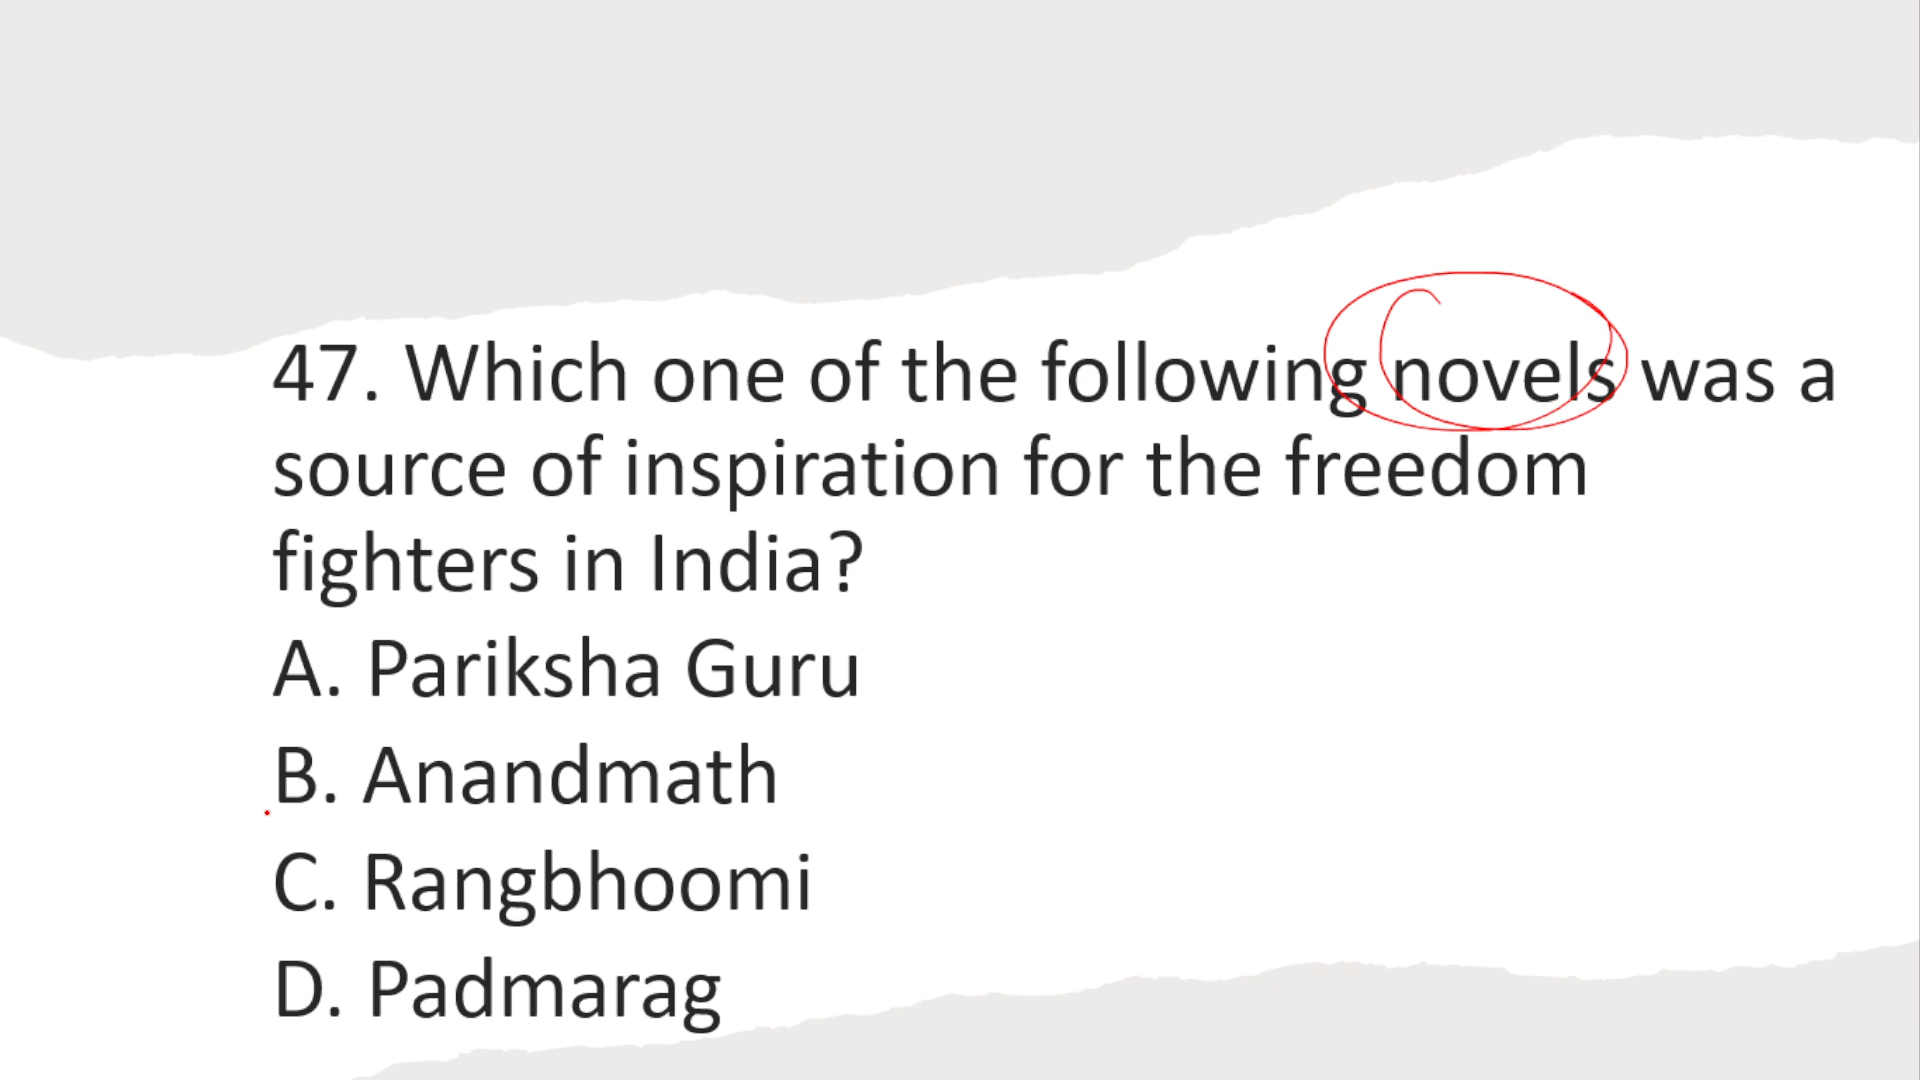 47. Which one of the following novels was a
source of inspiration for the freedom
fighters in India?
A. Pariksha Guru
B. Anandmath
C. Rangbhoomi
D. Padmarag